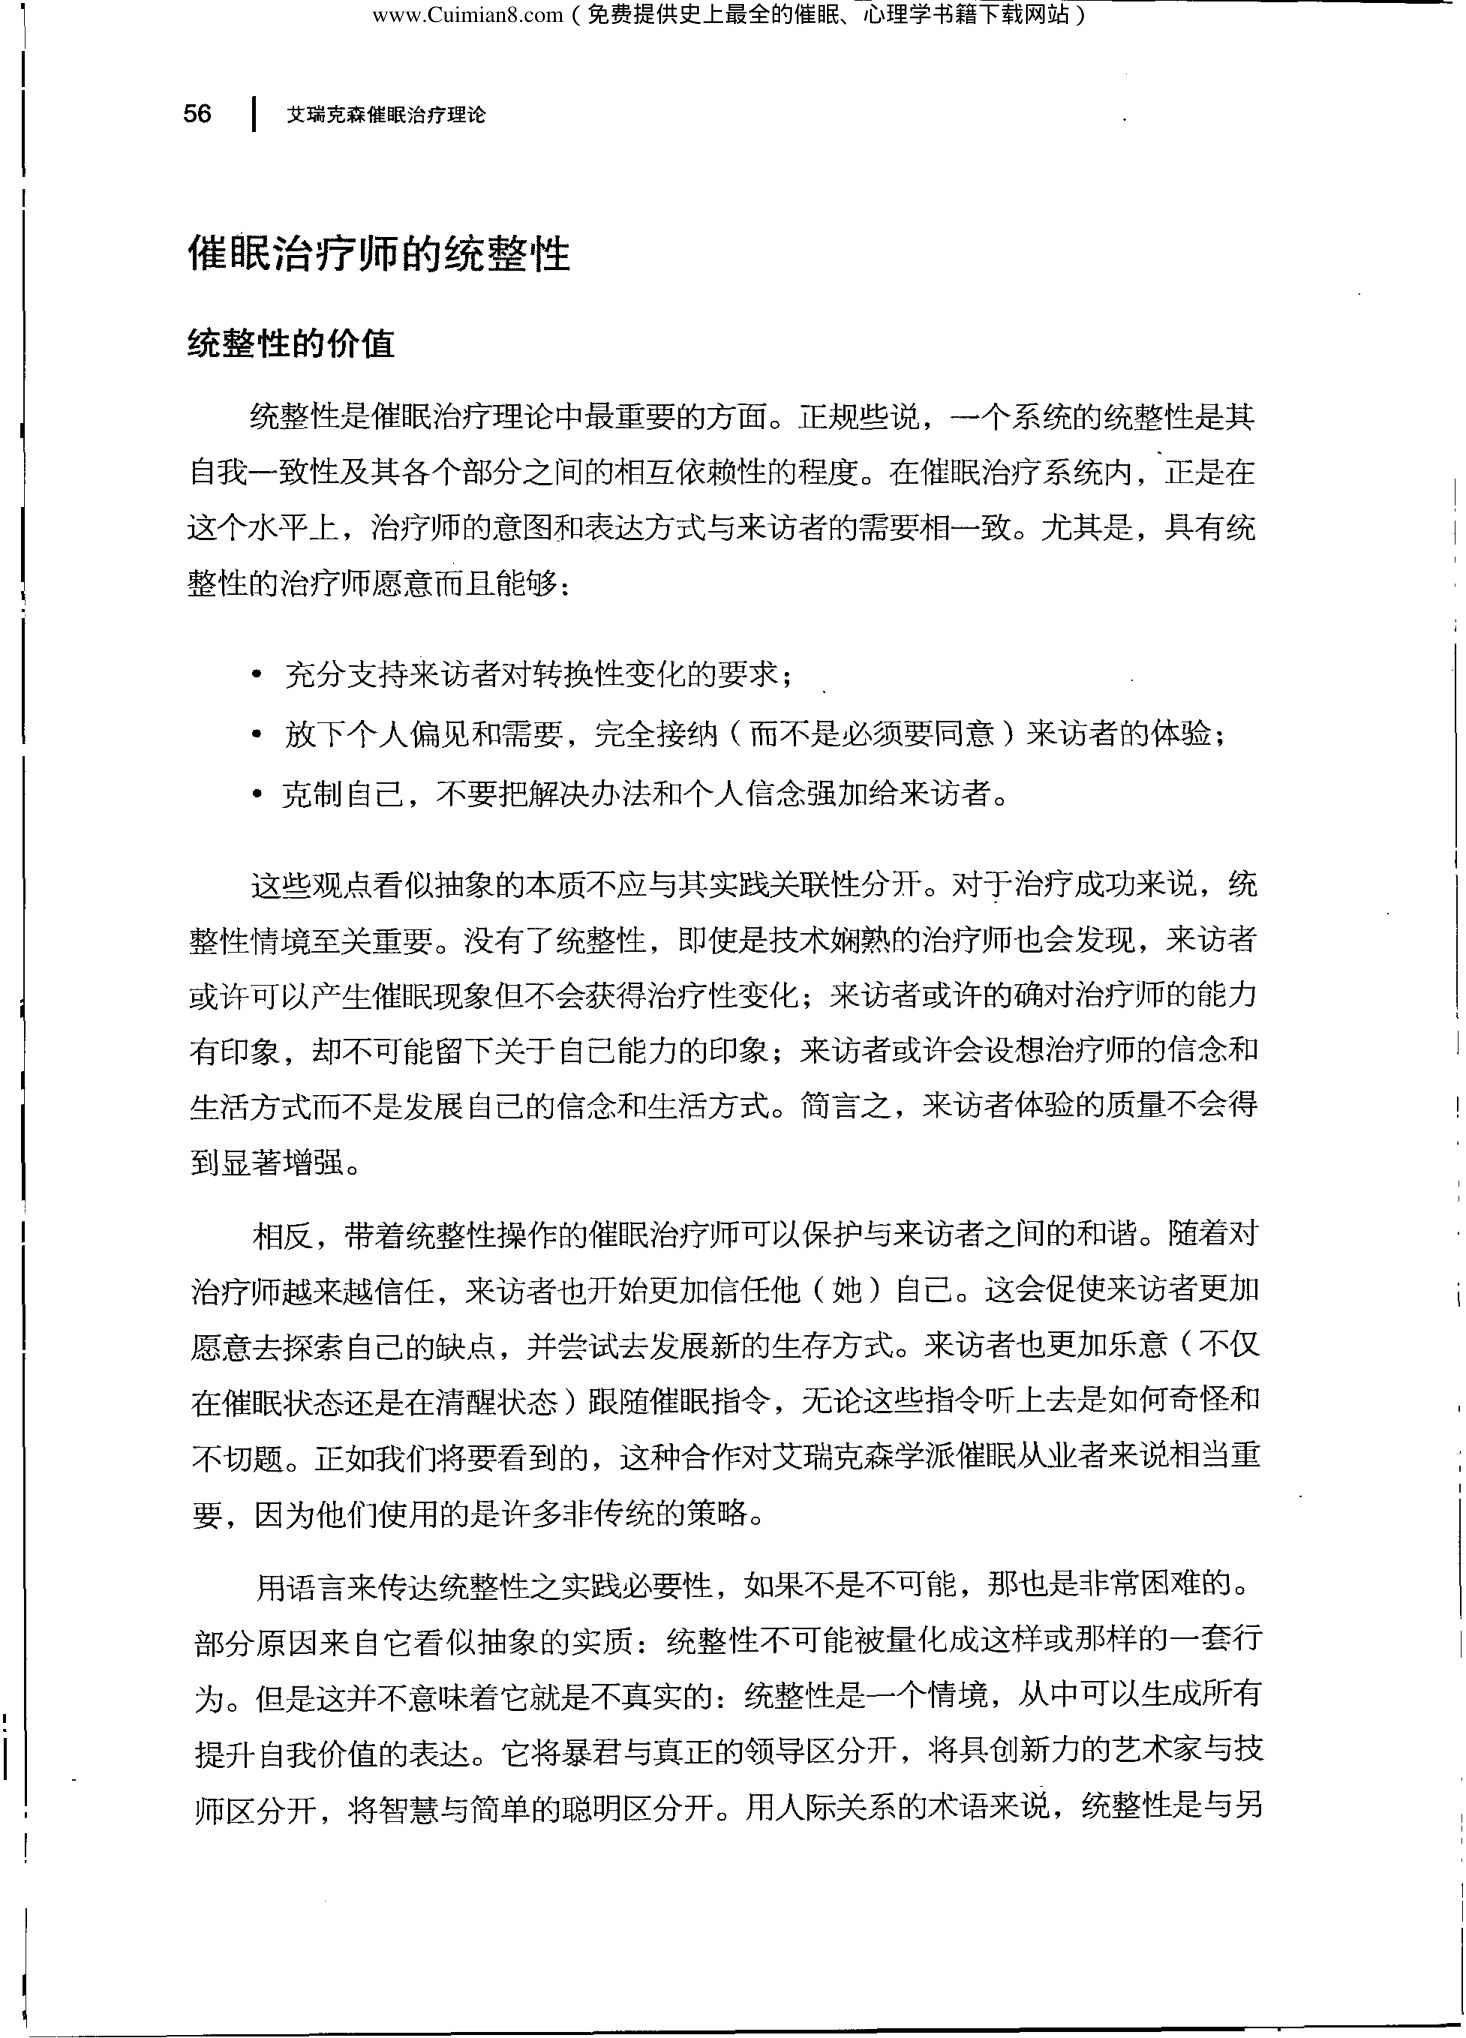 www.Cuimian8.com（免费提供史上最全的催眠、心理学书籍下载网站）
56 | 艾瑞克森催眠治疗理论
催眠治疗师的统整性
统整性的价值
统整性是催眠治疗理论中最重要的方面。正规些说，一个系统的统整性是其
自我一致性及其各个部分之间的相互依赖性的程度。在催眠治疗系统内，正是在
这个水平上，治疗师的意图和表达方式与来访者的需要相一致。尤其是，具有统
整性的治疗师愿意而且能够：
• 充分支持来访者对转换性变化的要求；
• 放下个人偏见和需要，完全接纳（而不是必须要同意）来访者的体验；
• 克制自己，不要把解决办法和个人信念强加给来访者。
这些观点看似抽象的本质不应与其实践关联性分开。对于治疗成功来说，统
整性情境至关重要。没有了统整性，即使是技术娴熟的治疗师也会发现，来访者
或许可以产生催眠现象但不会获得治疗性变化；来访者或许的确对治疗师的能力
有印象，却不可能留下关于自己能力的印象；来访者或许会设想治疗师的信念和
生活方式而不是发展自己的信念和生活方式。简言之，来访者体验的质量不会得
到显著增强。
相反，带着统整性操作的催眠治疗师可以保护与来访者之间的和谐。随着对
治疗师越来越信任，来访者也开始更加信任他（她）自己。这会促使来访者更加
愿意去探索自己的缺点，并尝试去发展新的生存方式。来访者也更加乐意（不仅
在催眠状态还是在清醒状态）跟随催眠指令，无论这些指令听上去是如何奇怪和
不切题。正如我们将要看到的，这种合作对艾瑞克森学派催眠从业者来说相当重
要，因为他们使用的是许多非传统的策略。
用语言来传达统整性之实践必要性，如果不是不可能，那也是非常困难的。
部分原因来自它看似抽象的实质：统整性不可能被量化成这样或那样的一套行
为。但是这并不意味着它就是不真实的：统整性是一个情境，从中可以生成所有
提升自我价值的表达。它将暴君与真正的领导区分开，将具创新力的艺术家与技
师区分开，将智慧与简单的聪明区分开。用人际关系的术语来说，统整性是与另